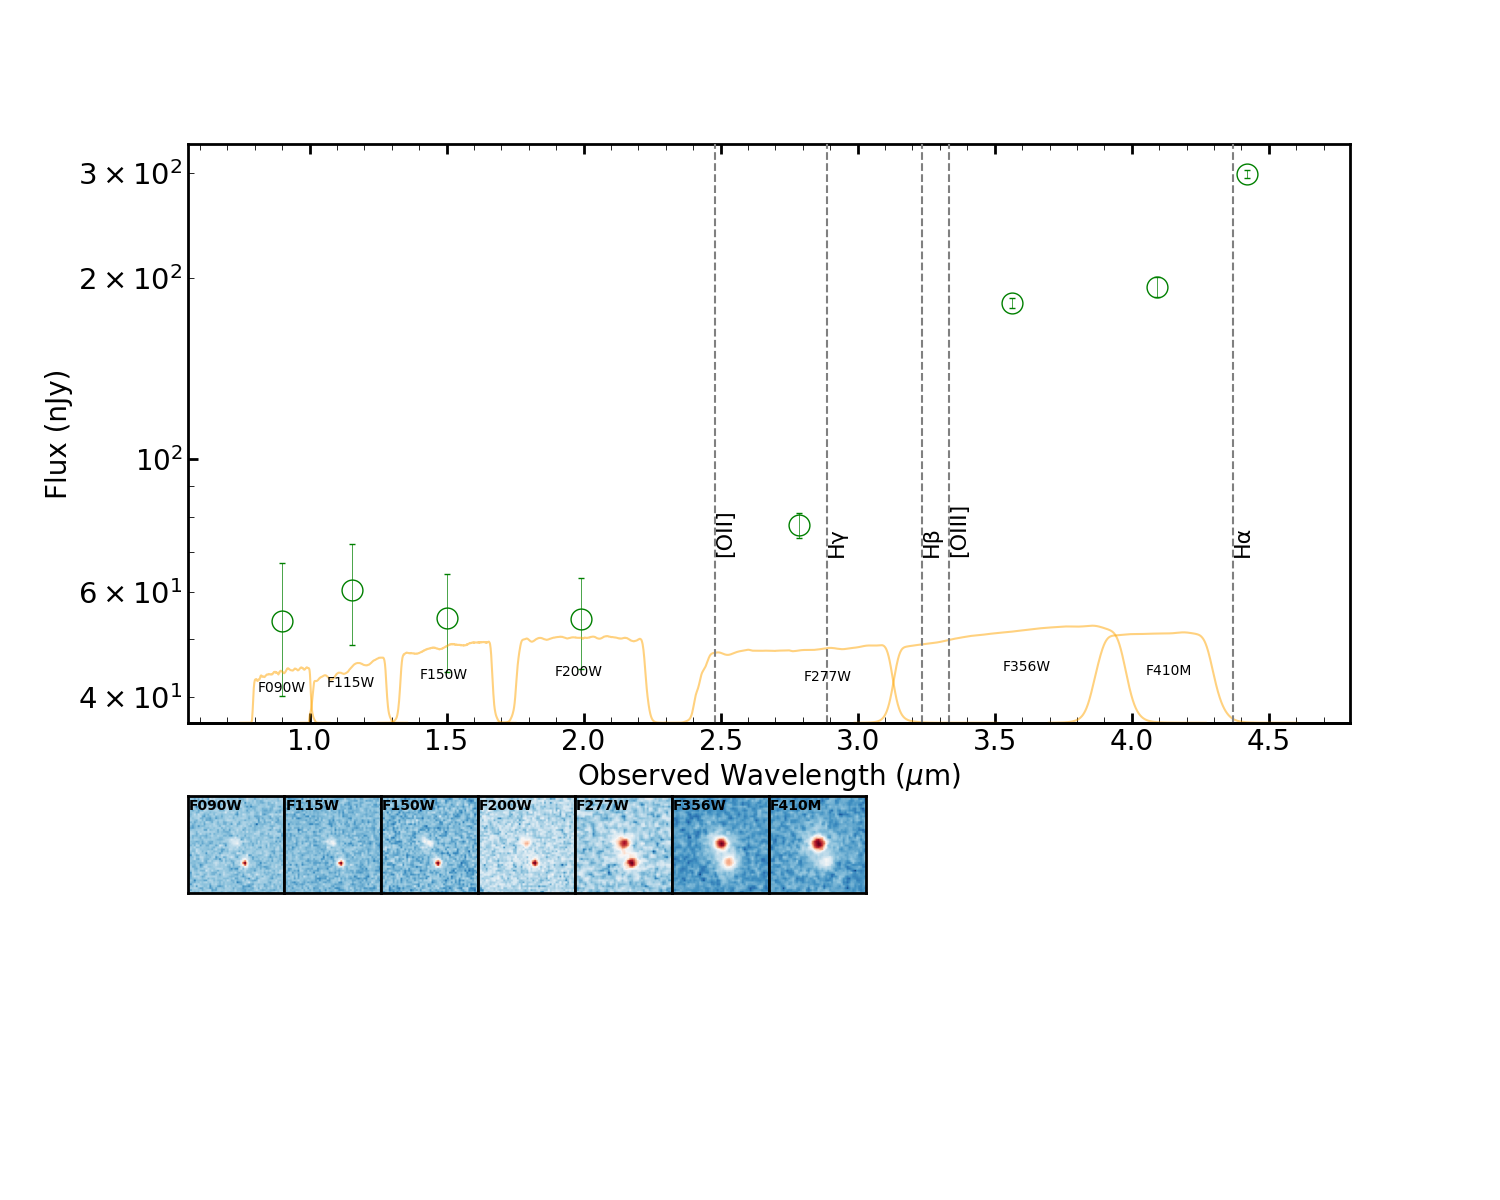 Flux (nJy)
3 × 10²
2 × 10²
10²
6 × 10¹
4 × 10¹
[OII]
Hγ
Hβ
[OIII]
Hα
F090W
F115W
F150W
F200W
F277W
F356W
F410M
1.0 1.5 2.0 2.5 3.0 3.5 4.0 4.5
Observed Wavelength (μm)
F090W F115W F150W F200W F277W F356W F410M